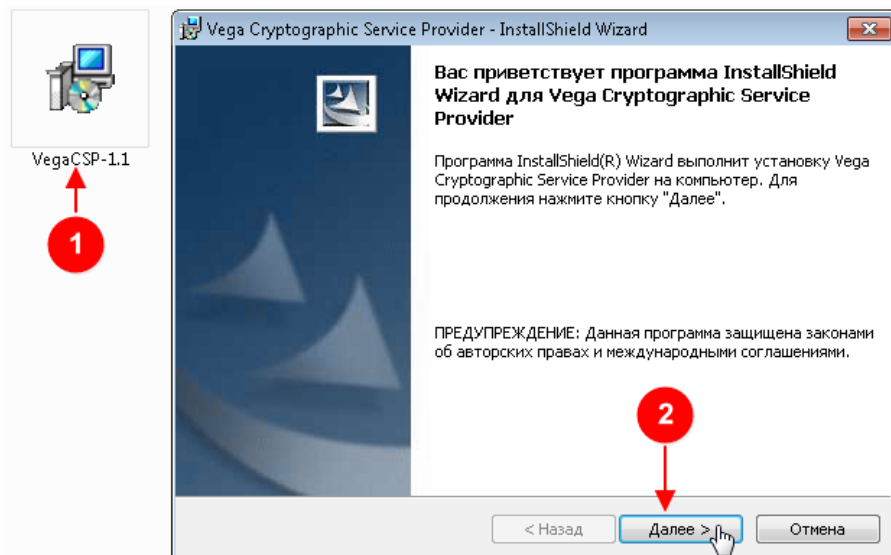 VegaCSP-1.1
1
Vega Cryptographic Service Provider - InstallShield Wizard
Вас приветствует программа InstallShield
Wizard для Vega Cryptographic Service
Provider
Программа InstallShield(R) Wizard выполнит установку Vega
Cryptographic Service Provider на компьютер. Для
продолжения нажмите кнопку "Далее".
ПРЕДУПРЕЖДЕНИЕ: Данная программа защищена законами
об авторских правах и международными соглашениями.
2
< Назад
Далее >
Отмена